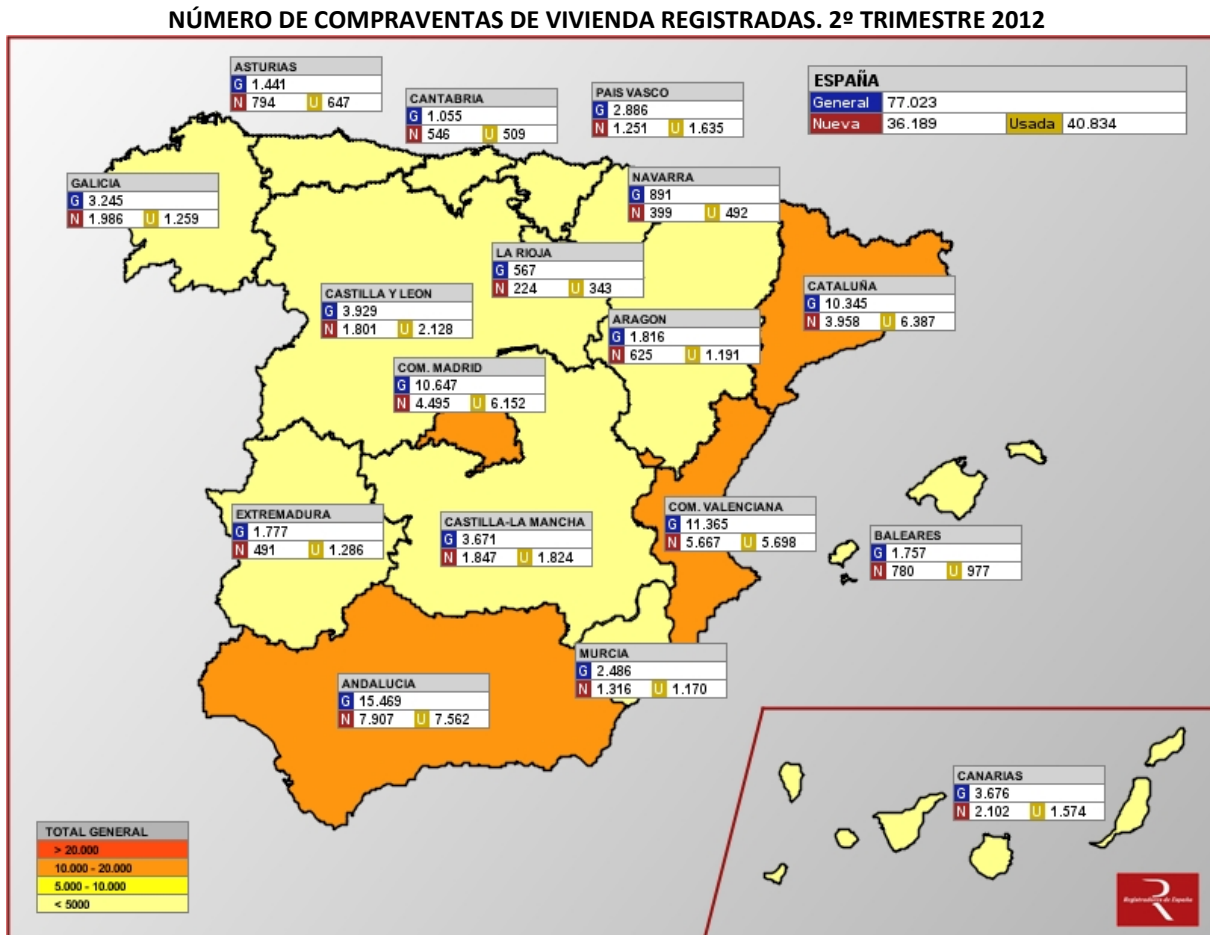 NÚMERO DE COMPRAVENTAS DE VIVIENDA REGISTRADAS. 2º TRIMESTRE 2012
ASTURIAS
G 1.441
N 794 U 647
CANTABRIA
G 1.055
N 546 U 509
PAIS VASCO
G 2.886
N 1.251 U 1.635
ESPAÑA
General 77.023
Nueva 36.189 Usada 40.834
GALICIA
G 3.245
N 1.986 U 1.259
NAVARRA
G 891
N 399 U 492
LA RIOJA
G 567
N 224 U 343
CASTILLA Y LEON
G 3.929
N 1.801 U 2.128
CATALUÑA
G 10.345
N 3.958 U 6.387
ARAGON
G 1.816
N 625 U 1.191
COM. MADRID
G 10.647
N 4.495 U 6.152
EXTREMADURA
G 1.777
N 491 U 1.286
CASTILLA-LA MANCHA
G 3.671
N 1.847 U 1.824
COM. VALENCIANA
G 11.365
N 5.667 U 5.698
BALEARES
G 1.757
N 780 U 977
MURCIA
G 2.486
N 1.316 U 1.170
ANDALUCIA
G 15.469
N 7.907 U 7.562
CANARIAS
G 3.676
N 2.102 U 1.574
TOTAL GENERAL
> 20.000
10.000 - 20.000
5.000 - 10.000
< 5000
R
Registradores de España